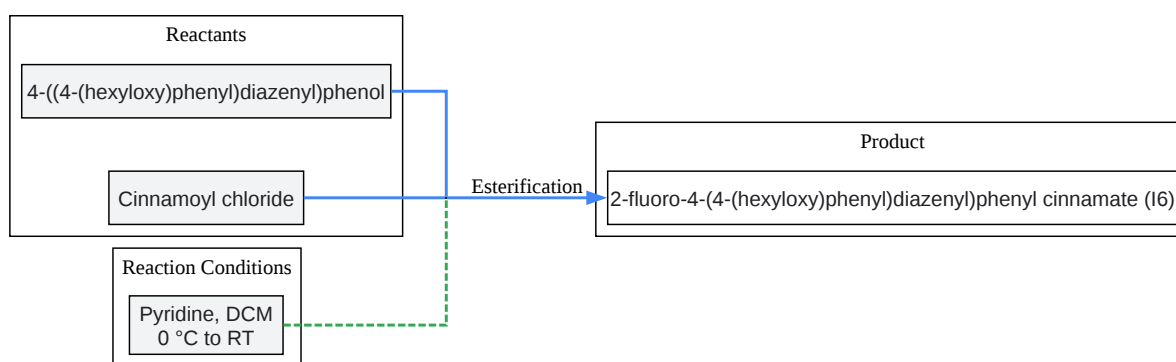 Reactants
4-((4-(hexyloxy)phenyl)diazenyl)phenol
Cinnamoyl chloride
Reaction Conditions
Pyridine, DCM
0 °C to RT
Esterification
Product
2-fluoro-4-(4-(hexyloxy)phenyl)diazenyl)phenyl cinnamate (I6)